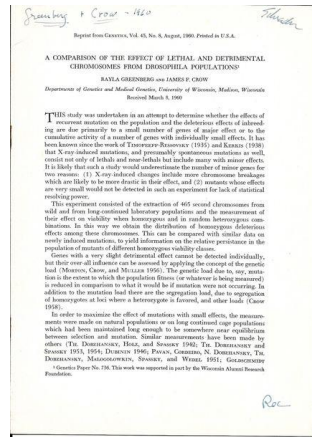 Greenberg & Crow - 1960
Reprint from GENETICS, Vol. 45, No. 8, August, 1960. Printed in U.S.A.
A COMPARISON OF THE EFFECT OF LETHAL AND DETRIMENTAL
CHROMOSOMES FROM DROSOPHILA POPULATIONS¹
RAYLA GREENBERG AND JAMES F. CROW
Departments of Genetics and Medical Genetics, University of Wisconsin, Madison, Wisconsin
Received March 9, 1960
THIS study was undertaken in an attempt to determine whether the effects of
recurrent mutation on the population and the deleterious effects of inbreed-
ing are due primarily to a small number of genes of major effect or to the
cumulative activity of a number of genes with individually small effects. It has
been known since the work of TIMOFEEFF-RESSOVSKY (1935) and KERKIS (1938)
that X-ray-induced mutations, and presumably spontaneous mutations as well,
consist not only of lethals and near-lethals but include many with minor effects.
It is likely that such a study would underestimate the number of minor genes for
two reasons: (1) X-ray-induced changes include more chromosome breakages
which are likely to be more drastic in their effect, and (2) mutants whose effects
are very small would not be detected in such an experiment for lack of statistical
resolving power.
This experiment consisted of the extraction of 465 second chromosomes from
wild and from long-continued laboratory populations and the measurement of
their effect on viability when homozygous and in random heterozygous com-
binations. In this way we obtain the distribution of homozygous deleterious
effects among these chromosomes. This can be compared with similar data on
newly induced mutations, to yield information on the relative persistence in the
population of mutants of different homozygous viability classes.
Genes with a very slight detrimental effect cannot be detected individually,
but their over-all influence can be assessed by applying the concept of the genetic
load (MORTON, CROW, and MULLER 1956). The genetic load due to, say, muta-
tion is the extent to which the population fitness (or whatever is being measured)
is reduced in comparison to what it would be if mutation were not occurring. In
addition to the mutation load there are the segregation load, due to segregation
of homozygotes at loci where a heterozygote is favored, and other loads (CROW
1958).
In order to maximize the effect of mutations with small effects, the measure-
ments were made on natural populations or on long continued cage populations
which had been maintained long enough to be somewhere near equilibrium
between selection and mutation. Similar measurements have been made by
others (TH. DOBZHANSKY, HOLZ, and SPASSKY 1942; TH. DOBZHANSKY and
SPASSKY 1953, 1954; DUBININ 1946; PAVAN, CORDEIRO, N. DOBZHANSKY, TH.
DOBZHANSKY, MALOGOLOWKIN, SPASSKY, and WEDEL 1951; GOLDSCHMIDT
¹ Genetics Paper No. 736. This work was supported in part by the Wisconsin Alumni Research
Foundation.